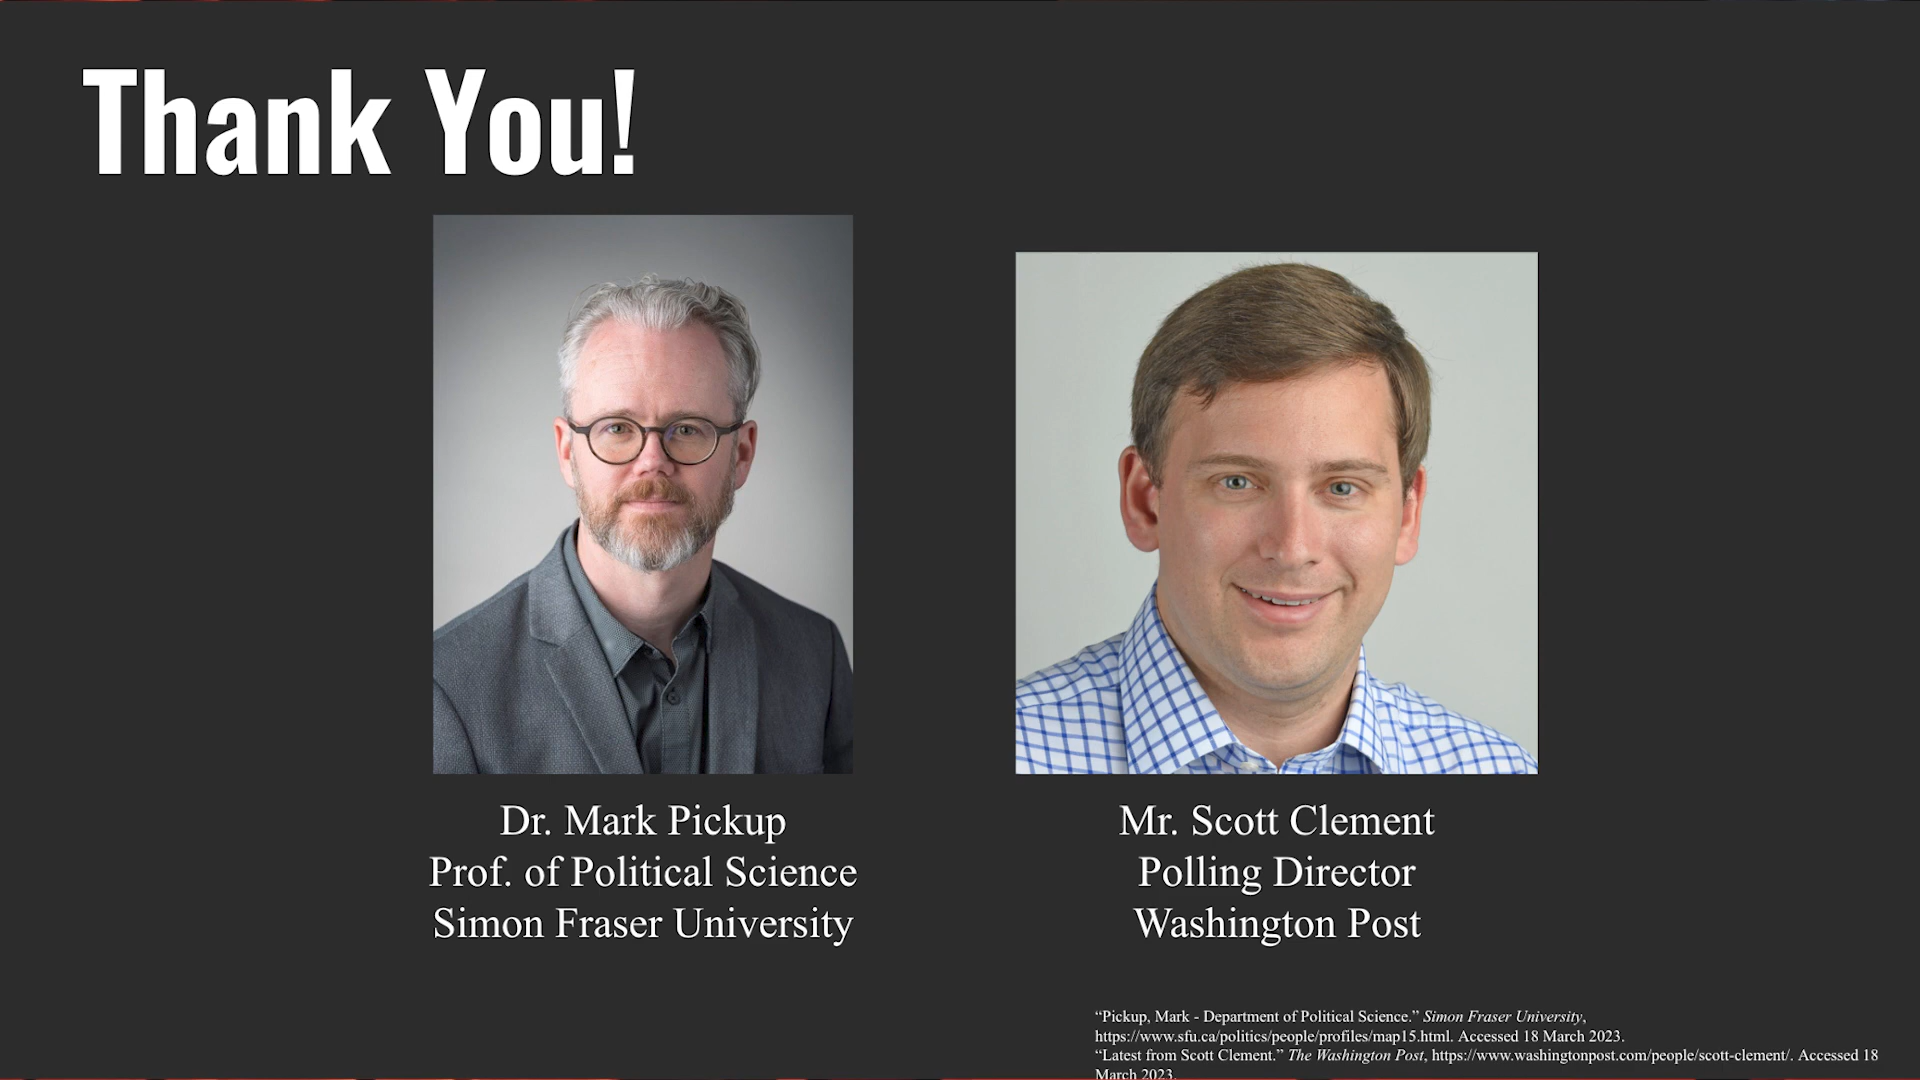 Thank You!
Dr. Mark Pickup
Prof. of Political Science
Simon Fraser University
Mr. Scott Clement
Polling Director
Washington Post
“Pickup, Mark - Department of Political Science.” Simon Fraser University,
https://www.sfu.ca/politics/people/profiles/map15.html. Accessed 18 March 2023.
“Latest from Scott Clement.” The Washington Post, https://www.washingtonpost.com/people/scott-clement/. Accessed 18
March 2023.